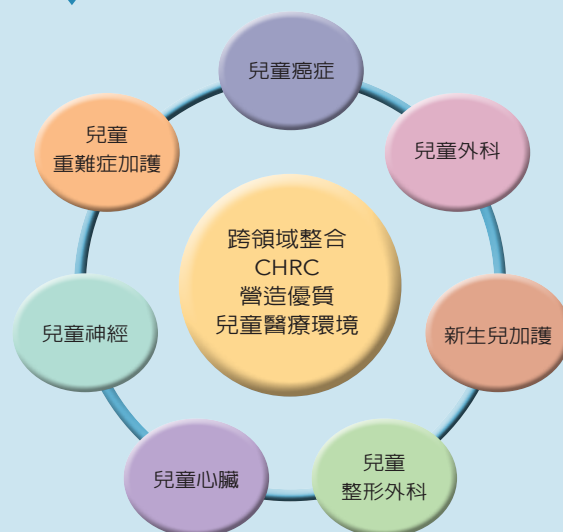 兒童癌症
兒童外科
新生兒加護
兒童
整形外科
兒童心臟
兒童神經
兒童
重難症加護
跨領域整合
CHRC
營造優質
兒童醫療環境